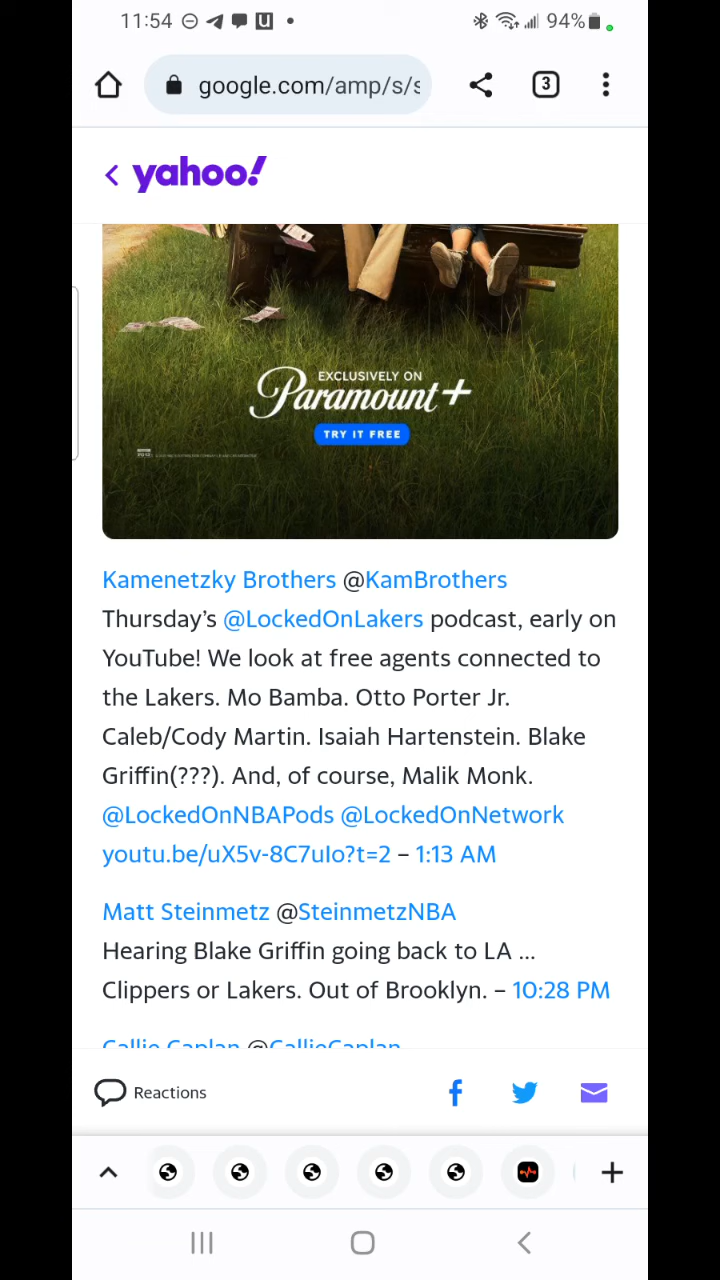 11:54
94%
google.com/amp/s/s
3
yahoo!
EXCLUSIVELY ON
Paramount+
TRY IT FREE
Kamenetzky Brothers @KamBrothers
Thursday’s @LockedOnLakers podcast, early on
YouTube! We look at free agents connected to
the Lakers. Mo Bamba. Otto Porter Jr.
Caleb/Cody Martin. Isaiah Hartenstein. Blake
Griffin(???). And, of course, Malik Monk.
@LockedOnNBAPods @LockedOnNetwork
youtu.be/uX5v-8C7uIo?t=2 – 1:13 AM
Matt Steinmetz @SteinmetzNBA
Hearing Blake Griffin going back to LA …
Clippers or Lakers. Out of Brooklyn. – 10:28 PM
Callie Caplan @CallieCaplan
Reactions